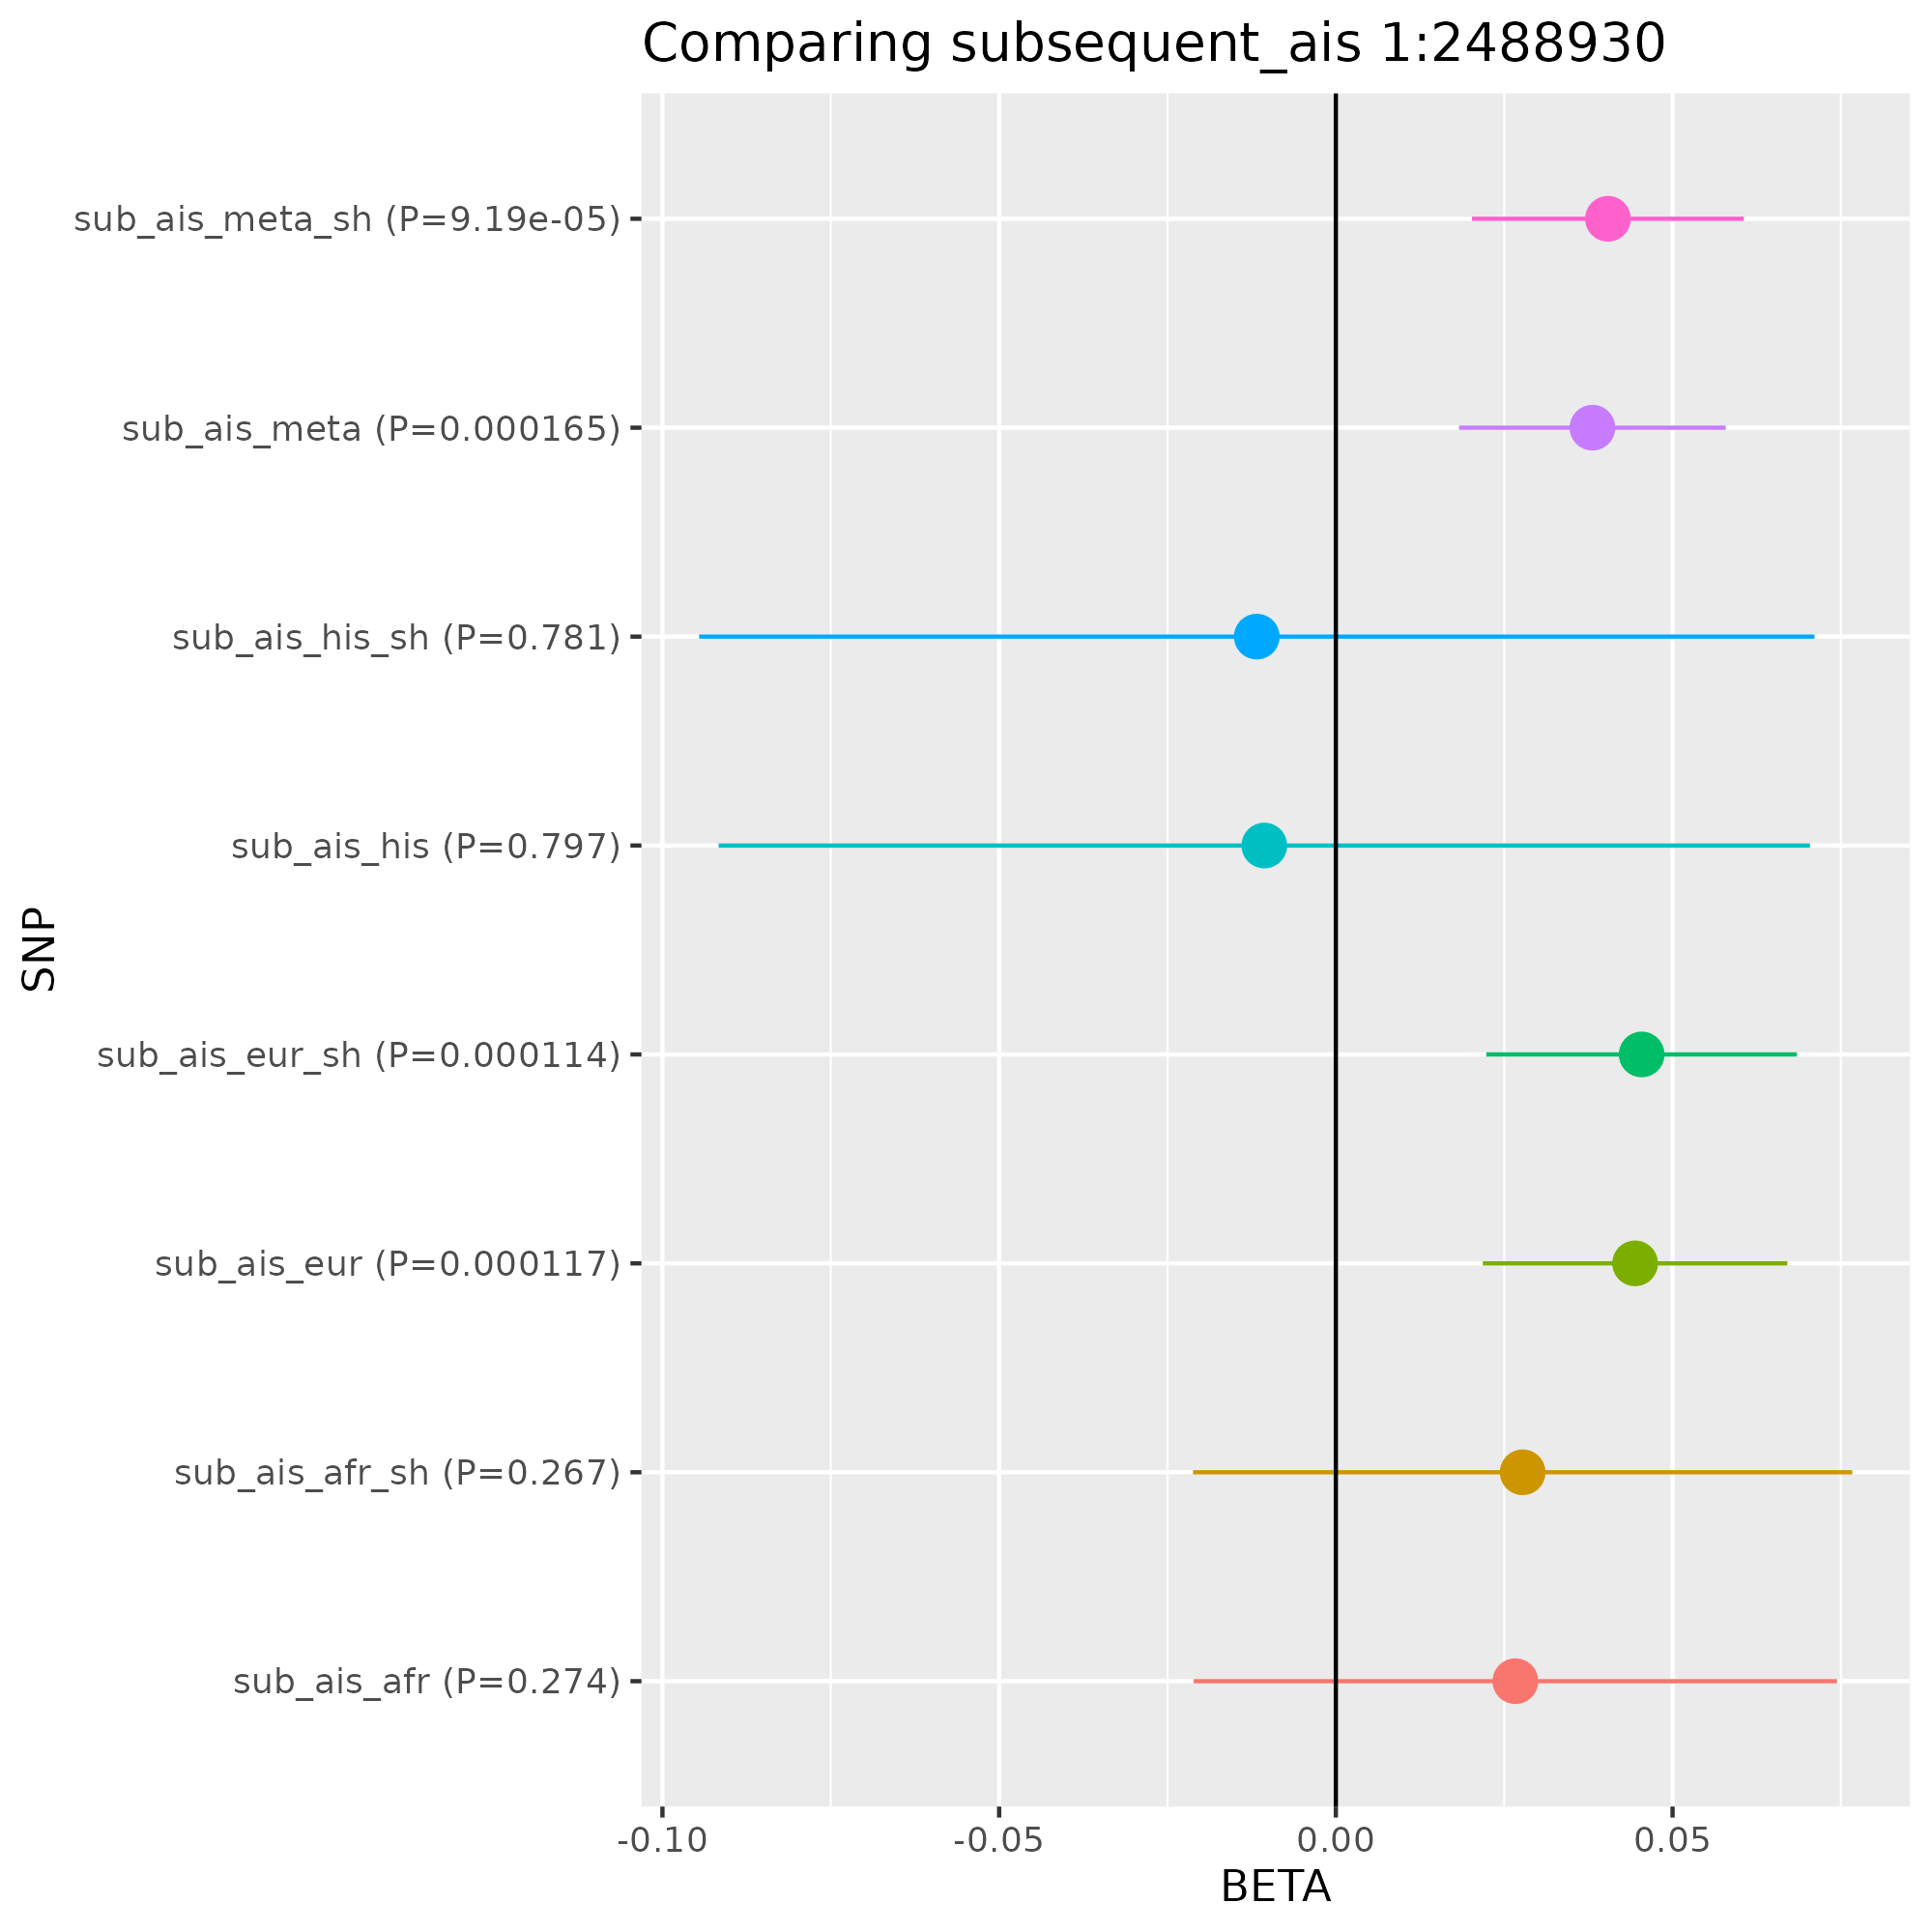 Comparing subsequent_ais 1:2488930
sub_ais_meta_sh (P=9.19e-05)
sub_ais_meta (P=0.000165)
sub_ais_his_sh (P=0.781)
sub_ais_his (P=0.797)
SNP
sub_ais_eur_sh (P=0.000114)
sub_ais_eur (P=0.000117)
sub_ais_afr_sh (P=0.267)
sub_ais_afr (P=0.274)
-0.10 -0.05 0.00 0.05
BETA